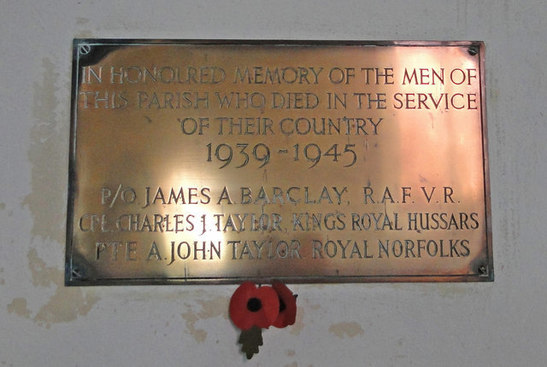 IN HONOURED MEMORY OF THE MEN OF
THIS PARISH WHO DIED IN THE SERVICE
OF THEIR COUNTRY
1939-1945
P/O JAMES A. BARCLAY, R.A.F.V.R.
CPL. CHARLES J. TAYLOR, KINGS ROYAL HUSSARS
PTE A. JOHN TAYLOR, ROYAL NORFOLKS